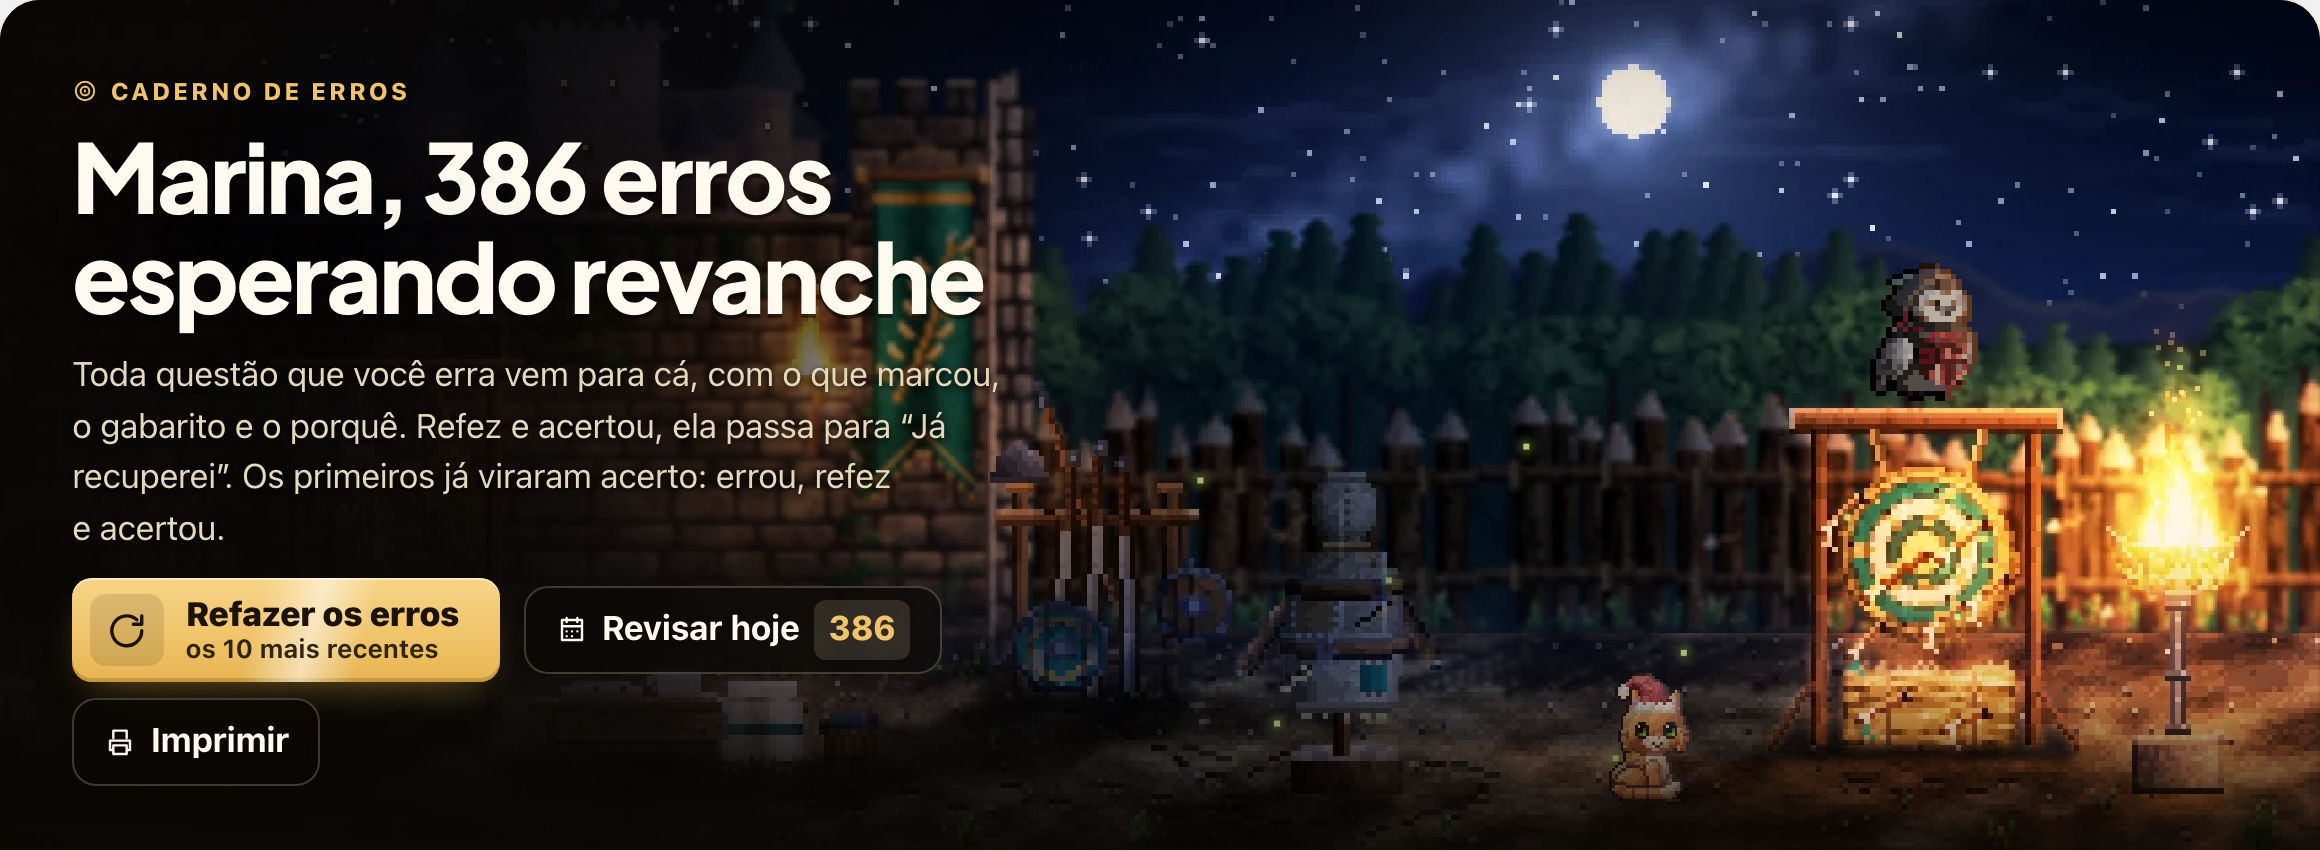 CADERNO DE ERROS
Marina, 386 erros
esperando revanche
Toda questão que você erra vem para cá, com o que marcou,
o gabarito e o porquê. Refez e acertou, ela passa para “Já
recuperei”. Os primeiros já viraram acerto: errou, refez
e acertou.
Refazer os erros
os 10 mais recentes
Revisar hoje 386
Imprimir